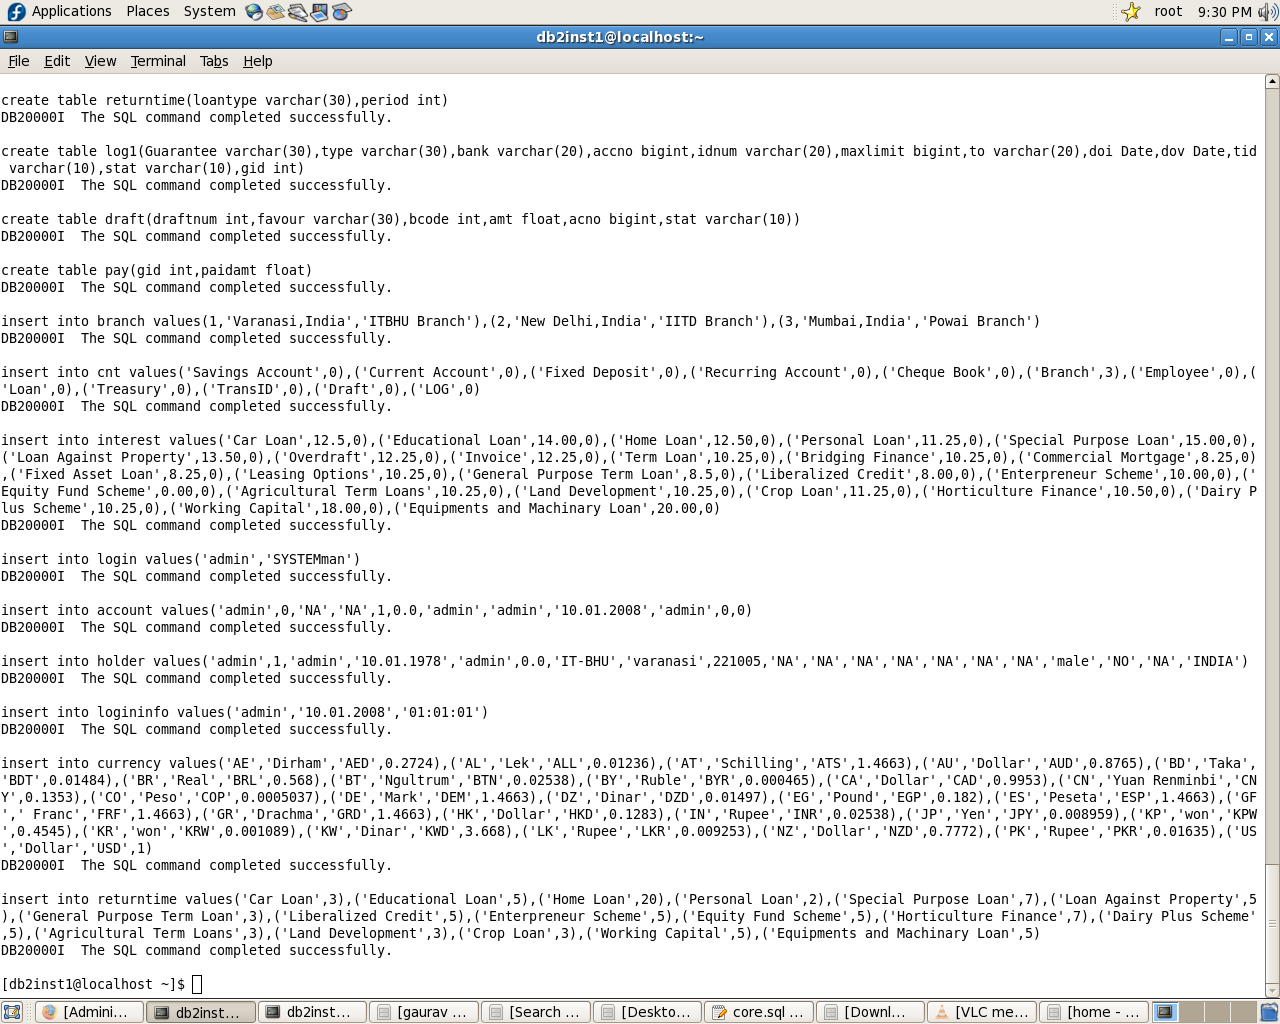 Applications Places System root 9:30 PM
db2inst1@localhost:~
File Edit View Terminal Tabs Help
create table returntime(loantype varchar(30),period int)
DB20000I  The SQL command completed successfully.
create table log1(Guarantee varchar(30),type varchar(30),bank varchar(20),accno bigint,idnum varchar(20),maxlimit bigint,to varchar(20),doi Date,dov Date,tid
 varchar(10),stat varchar(10),gid int)
DB20000I  The SQL command completed successfully.
create table draft(draftnum int,favour varchar(30),bcode int,amt float,acno bigint,stat varchar(10))
DB20000I  The SQL command completed successfully.
create table pay(gid int,paidamt float)
DB20000I  The SQL command completed successfully.
insert into branch values(1,'Varanasi,India','ITBHU Branch'),(2,'New Delhi,India','IITD Branch'),(3,'Mumbai,India','Powai Branch')
DB20000I  The SQL command completed successfully.
insert into cnt values('Savings Account',0),('Current Account',0),('Fixed Deposit',0),('Recurring Account',0),('Cheque Book',0),('Branch',3),('Employee',0),(
'Loan',0),('Treasury',0),('TransID',0),('Draft',0),('LOG',0)
DB20000I  The SQL command completed successfully.
insert into interest values('Car Loan',12.5,0),('Educational Loan',14.00,0),('Home Loan',12.50,0),('Personal Loan',11.25,0),('Special Purpose Loan',15.00,0),
('Loan Against Property',13.50,0),('Overdraft',12.25,0),('Invoice',12.25,0),('Term Loan',10.25,0),('Bridging Finance',10.25,0),('Commercial Mortgage',8.25,0)
,('Fixed Asset Loan',8.25,0),('Leasing Options',10.25,0),('General Purpose Term Loan',8.5,0),('Liberalized Credit',8.00,0),('Enterpreneur Scheme',10.00,0),('
Equity Fund Scheme',0.00,0),('Agricultural Term Loans',10.25,0),('Land Development',10.25,0),('Crop Loan',11.25,0),('Horticulture Finance',10.50,0),('Dairy P
lus Scheme',10.25,0),('Working Capital',18.00,0),('Equipments and Machinary Loan',20.00,0)
DB20000I  The SQL command completed successfully.
insert into login values('admin','SYSTEMman')
DB20000I  The SQL command completed successfully.
insert into account values('admin',0,'NA','NA',1,0.0,'admin','admin','10.01.2008','admin',0,0)
DB20000I  The SQL command completed successfully.
insert into holder values('admin',1,'admin','10.01.1978','admin',0.0,'IT-BHU','varanasi',221005,'NA','NA','NA','NA','NA','NA','NA','male','NO','NA','INDIA')
DB20000I  The SQL command completed successfully.
insert into logininfo values('admin','10.01.2008','01:01:01')
DB20000I  The SQL command completed successfully.
insert into currency values('AE','Dirham','AED',0.2724),('AL','Lek','ALL',0.01236),('AT','Schilling','ATS',1.4663),('AU','Dollar','AUD',0.8765),('BD','Taka',
'BDT',0.01484),('BR','Real','BRL',0.568),('BT','Ngultrum','BTN',0.02538),('BY','Ruble','BYR',0.000465),('CA','Dollar','CAD',0.9953),('CN','Yuan Renminbi','CN
Y',0.1353),('CO','Peso','COP',0.0005037),('DE','Mark','DEM',1.4663),('DZ','Dinar','DZD',0.01497),('EG','Pound','EGP',0.182),('ES','Peseta','ESP',1.4663),('GF
',' Franc','FRF',1.4663),('GR','Drachma','GRD',1.4663),('HK','Dollar','HKD',0.1283),('IN','Rupee','INR',0.02538),('JP','Yen','JPY',0.008959),('KP','won','KPW
',0.4545),('KR','won','KRW',0.001089),('KW','Dinar','KWD',3.668),('LK','Rupee','LKR',0.009253),('NZ','Dollar','NZD',0.7772),('PK','Rupee','PKR',0.01635),('US
','Dollar','USD',1)
DB20000I  The SQL command completed successfully.
insert into returntime values('Car Loan',3),('Educational Loan',5),('Home Loan',20),('Personal Loan',2),('Special Purpose Loan',7),('Loan Against Property',5
),('General Purpose Term Loan',3),('Liberalized Credit',5),('Enterpreneur Scheme',5),('Equity Fund Scheme',5),('Horticulture Finance',7),('Dairy Plus Scheme'
,5),('Agricultural Term Loans',3),('Land Development',3),('Crop Loan',3),('Working Capital',5),('Equipments and Machinary Loan',5)
DB20000I  The SQL command completed successfully.
[db2inst1@localhost ~]$
[Admini... db2inst... db2inst... [gaurav ... [Search ... [Deskto... core.sql ... [Downl... [VLC me... [home - ...